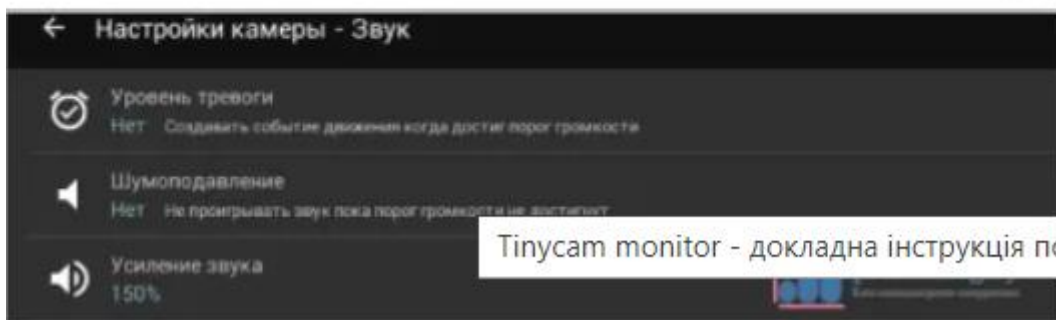 Настройки камеры - Звук
Уровень тревоги
Нет Создавать событие движения когда достиг порог громкости
Шумоподавление
Нет Не проигрывать звук пока порог громкости не достигнут
Tinycam monitor - докладна інструкція
Усиление звука
150%